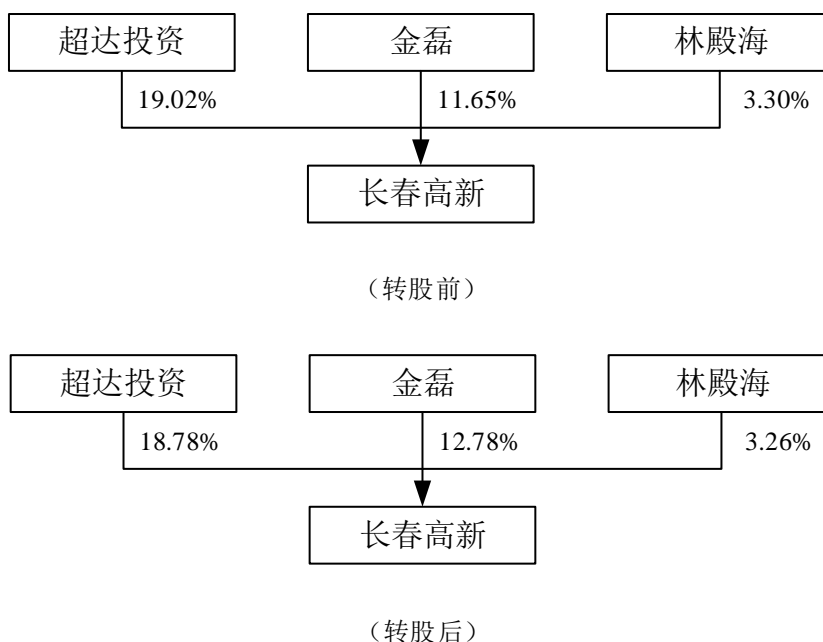 超达投资 金磊 林殿海
19.02% 11.65% 3.30%
长春高新
（转股前）
超达投资 金磊 林殿海
18.78% 12.78% 3.26%
长春高新
（转股后）